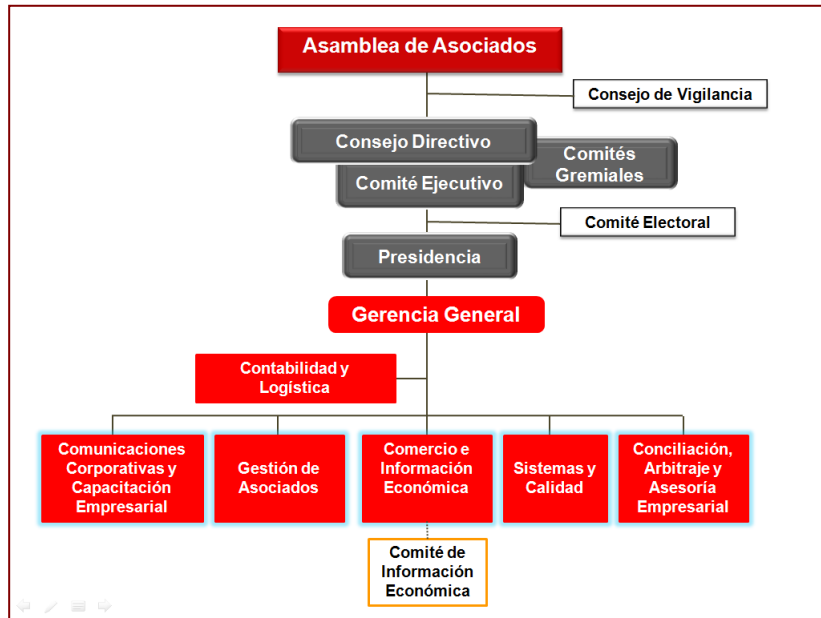 Asamblea de Asociados
Consejo de Vigilancia
Consejo Directivo
Comités
Gremiales
Comité Ejecutivo
Comité Electoral
Presidencia
Gerencia General
Contabilidad y
Logística
Comunicaciones
Corporativas y
Capacitación
Empresarial
Gestión de
Asociados
Comercio e
Información
Económica
Sistemas y
Calidad
Conciliación,
Arbitraje y
Asesoría
Empresarial
Comité de
Información
Económica